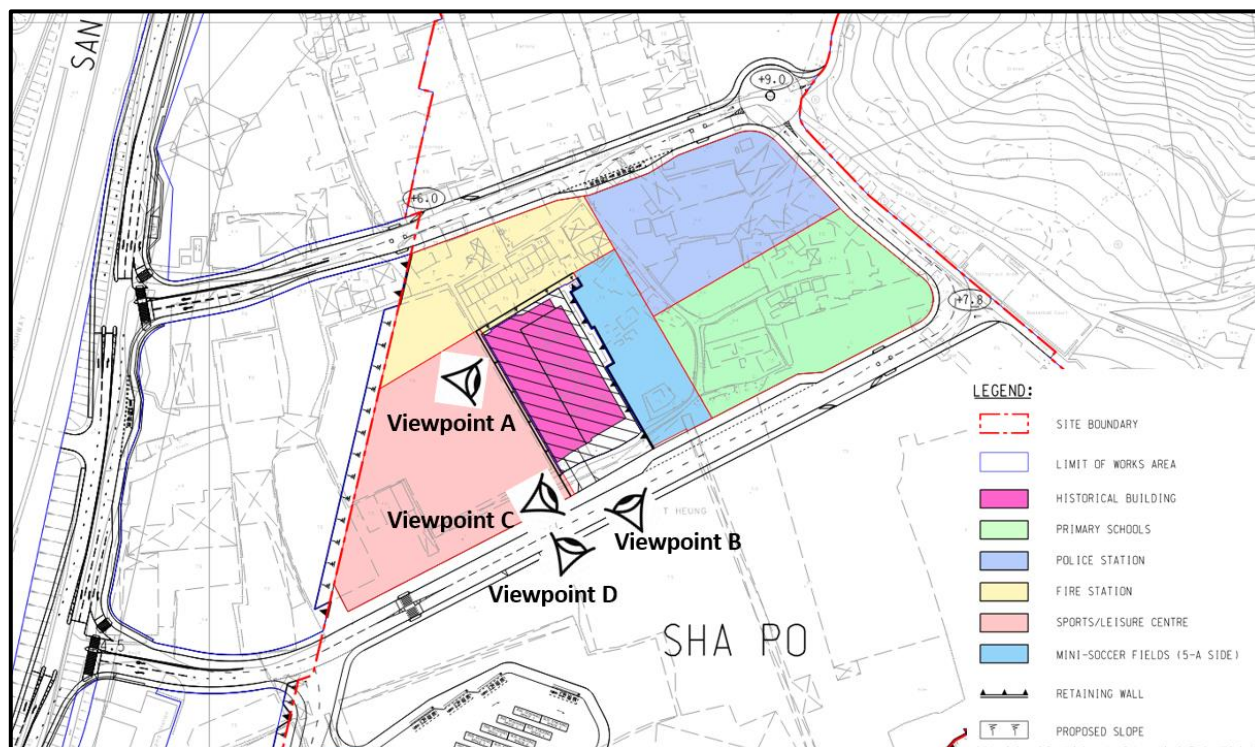 SAN
+9.0
+6.0
+7.8
Viewpoint A
Viewpoint C
T HEUNG
Viewpoint B
Viewpoint D
SHA PO
LEGEND:
SITE BOUNDARY
LIMIT OF WORKS AREA
HISTORICAL BUILDING
PRIMARY SCHOOLS
POLICE STATION
FIRE STATION
SPORTS/LEISURE CENTRE
MINI-SOCCER FIELDS (5-A SIDE)
RETAINING WALL
PROPOSED SLOPE